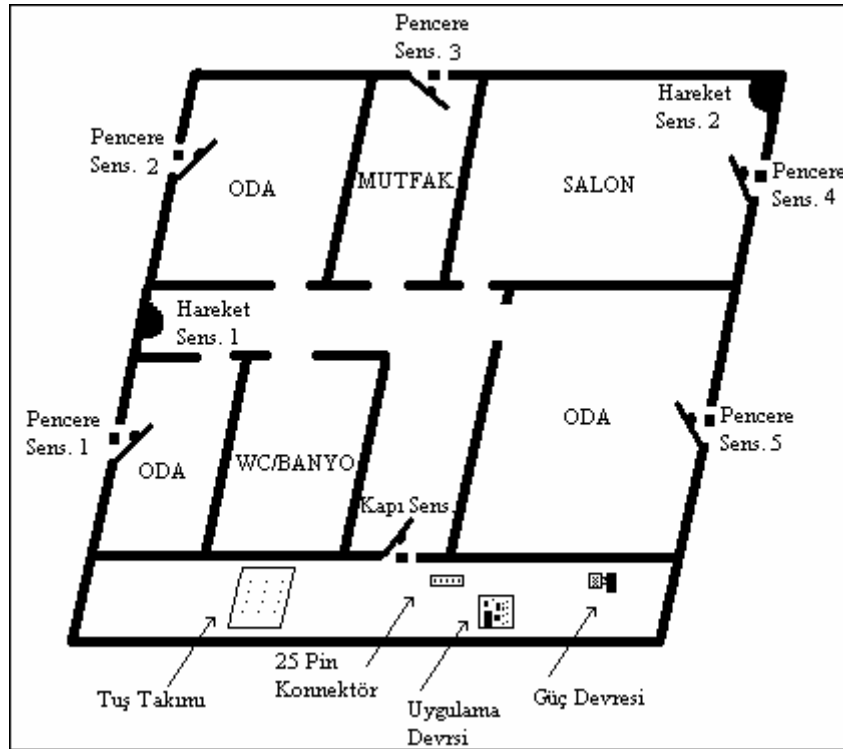 Pencere
Sens. 3
Hareket
Sens. 2
Pencere
Sens. 2
ODA
MUTFAK
SALON
Pencere
Sens. 4
Hareket
Sens. 1
Pencere
Sens. 1
ODA
WC/BANYO
ODA
Pencere
Sens. 5
Kapı Sens.
Tuş Takımı
25 Pin
Konnektör
Uygulama
Devrsi
Güç Devresi